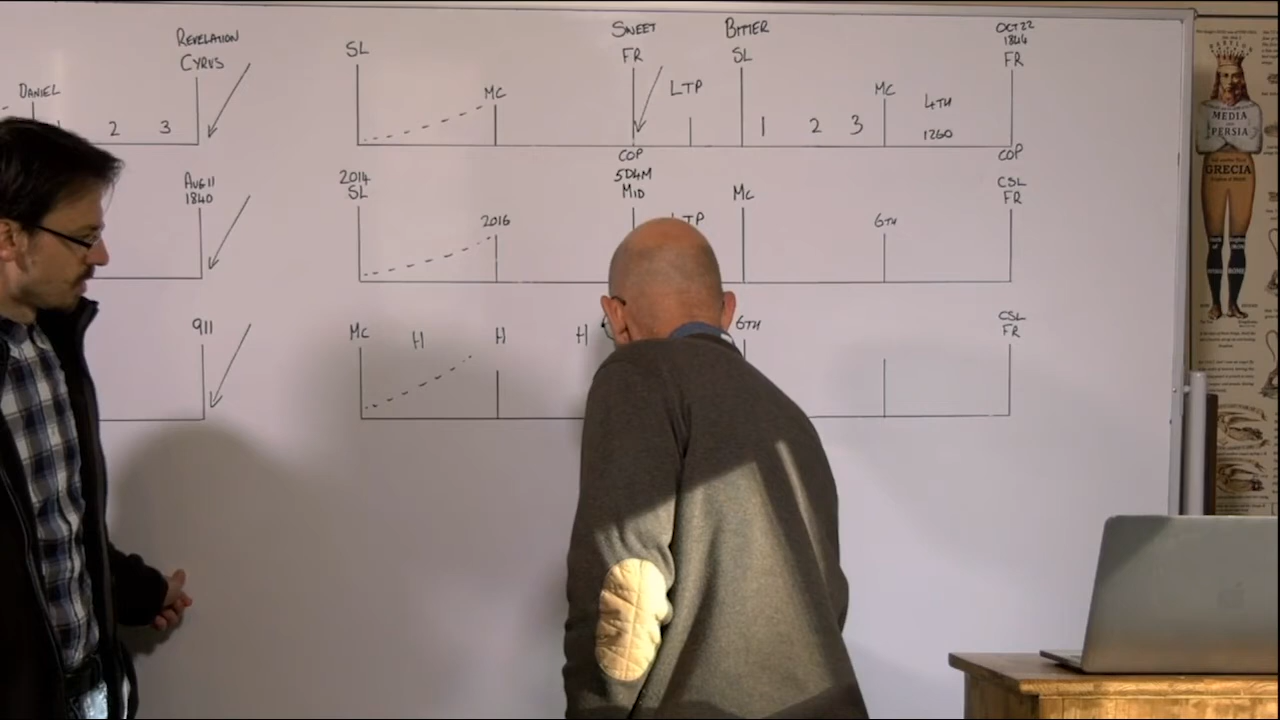 REVELATION
CYRUS
DANIEL
2 3
SL
MC
SWEET
FR
LTP
BITTER
SL
1 2 3
MC
4TH
1260
OCT 22
1844
FR
COP
COP
AUG 11
1840
2014
SL
2016
5D4M
MID
LTP
MC
6TH
CSL
FR
911
MC
H H H
6TH
CSL
FR
MEDIA
PERSIA
GRECIA